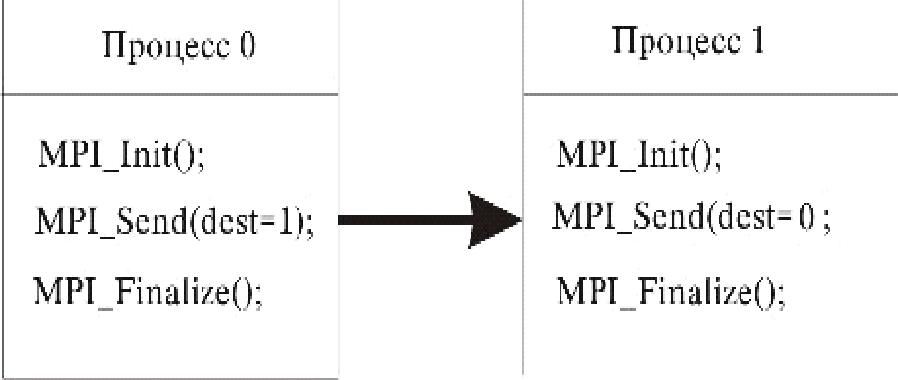 Процесс 0
MPI_Init();
MPI_Send(dest=1);
MPI_Finalize();
Процесс 1
MPI_Init();
MPI_Send(dest=0 ;
MPI_Finalize();